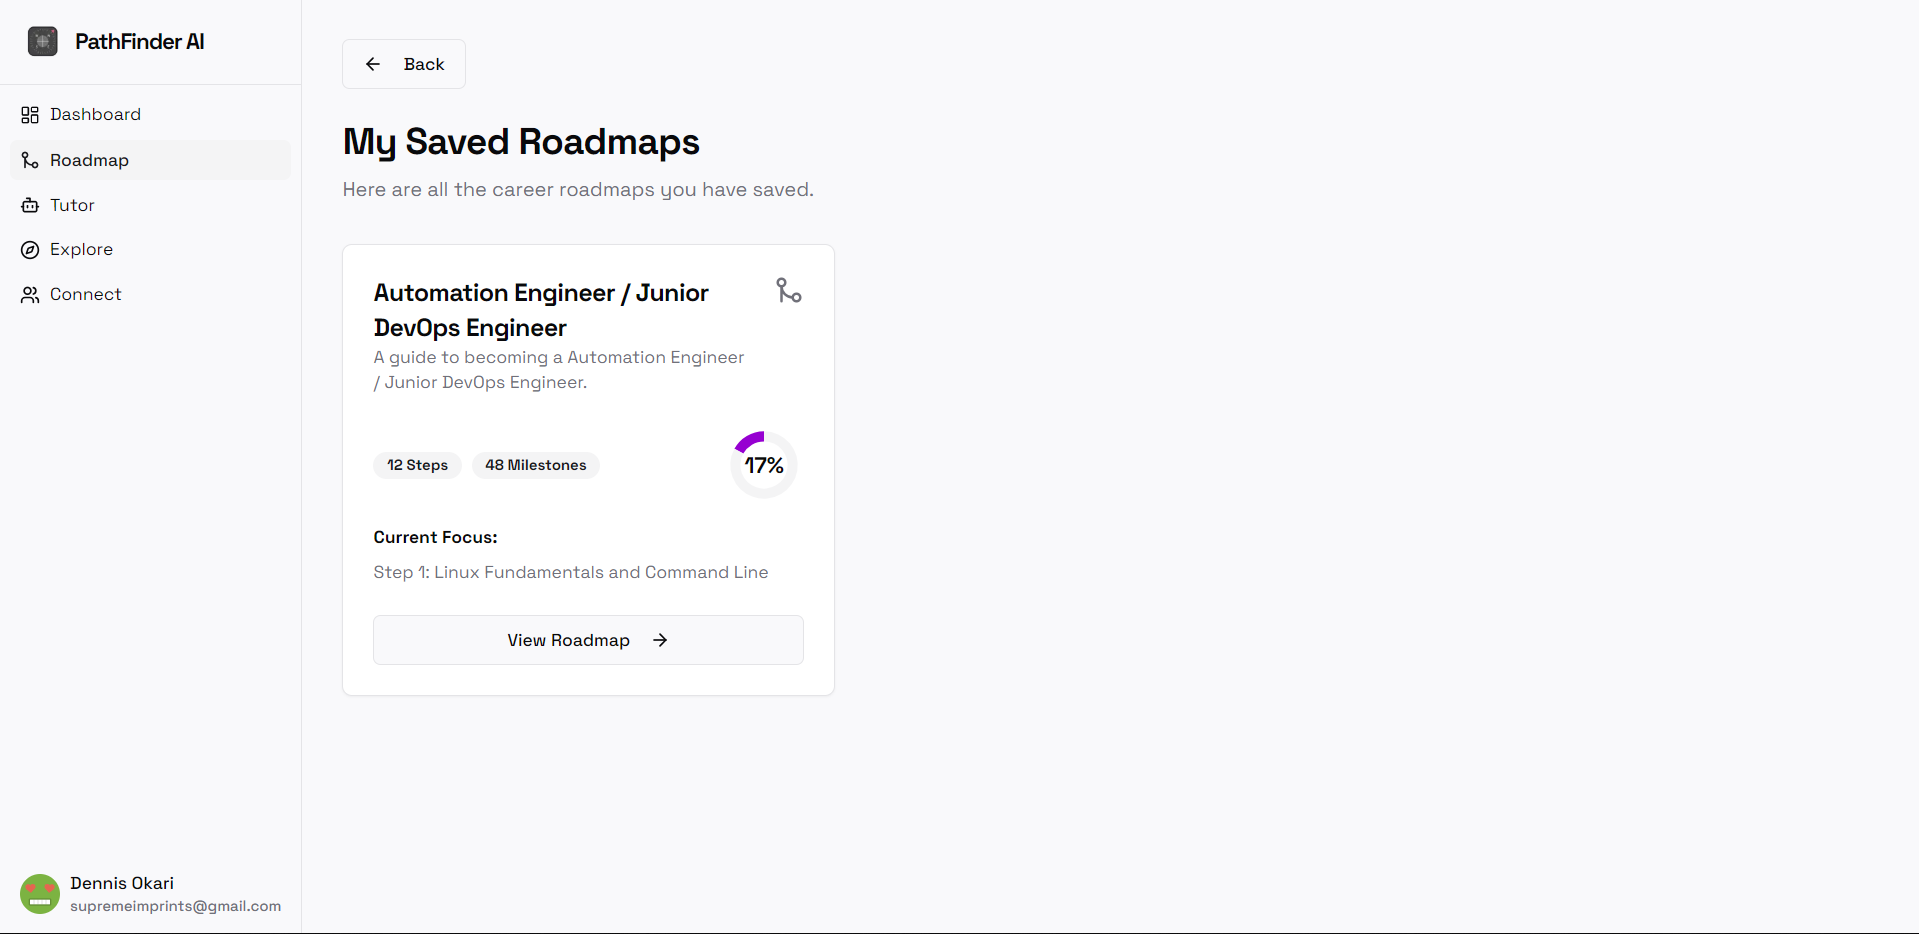 PathFinder AI
Dashboard
Roadmap
Tutor
Explore
Connect
Dennis Okari
supremeimprints@gmail.com
Back
My Saved Roadmaps
Here are all the career roadmaps you have saved.
Automation Engineer / Junior
DevOps Engineer
A guide to becoming a Automation Engineer
/ Junior DevOps Engineer.
12 Steps
48 Milestones
17%
Current Focus:
Step 1: Linux Fundamentals and Command Line
View Roadmap